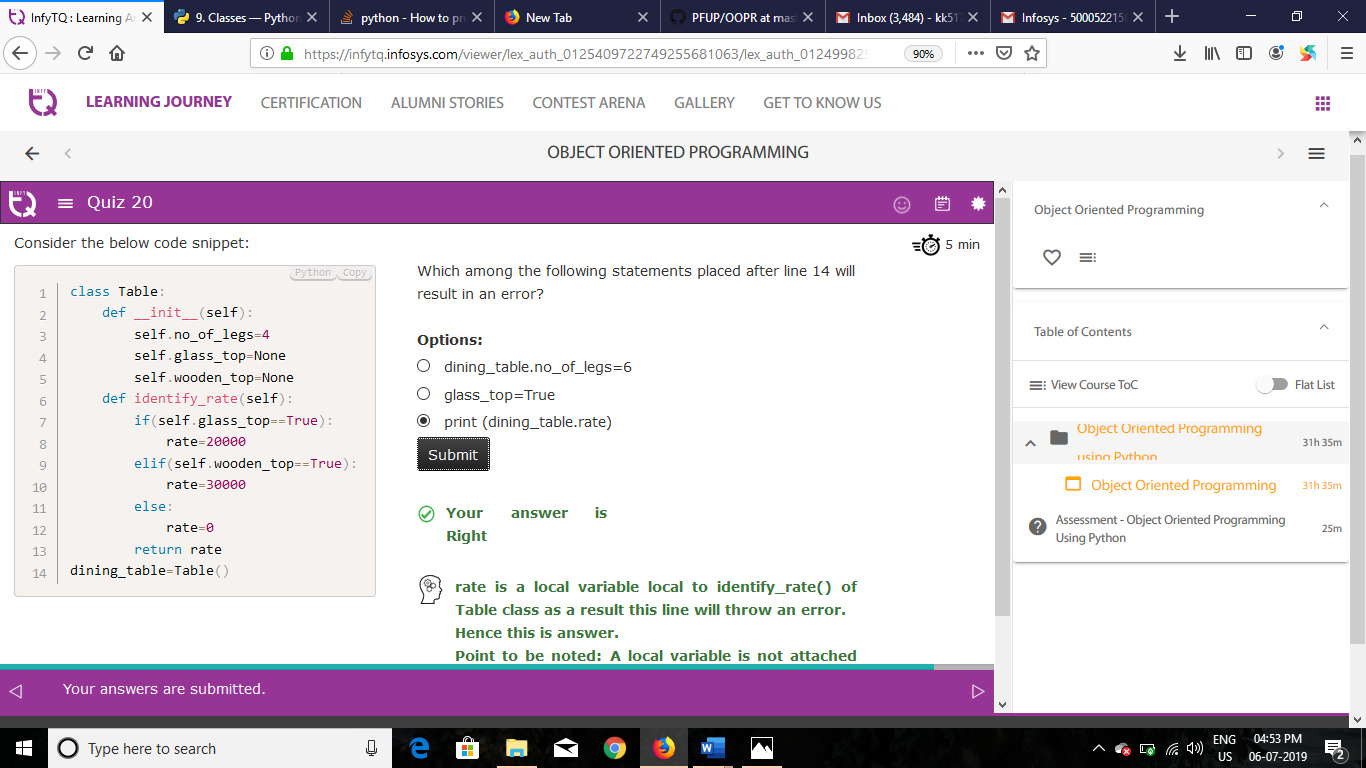 InfyTQ : Learning A
9. Classes — Python
python - How to pri
New Tab
PFUP/OOPR at mas
Inbox (3,484) - kk517
Infosys - 500052215
https://infytq.infosys.com/viewer/lex_auth_0125409722749255681063/lex_auth_01249982
90%
INFY TQ
LEARNING JOURNEY
CERTIFICATION
ALUMNI STORIES
CONTEST ARENA
GALLERY
GET TO KNOW US
OBJECT ORIENTED PROGRAMMING
Quiz 20
Consider the below code snippet:
5 min
Python Copy
1 class Table:
2 def __init__(self):
3 self.no_of_legs=4
4 self.glass_top=None
5 self.wooden_top=None
6 def identify_rate(self):
7 if(self.glass_top==True):
8 rate=20000
9 elif(self.wooden_top==True):
10 rate=30000
11 else:
12 rate=0
13 return rate
14 dining_table=Table()
Which among the following statements placed after line 14 will
result in an error?
Options:
dining_table.no_of_legs=6
glass_top=True
print (dining_table.rate)
Submit
Your answer is
Right
rate is a local variable local to identify_rate() of
Table class as a result this line will throw an error.
Hence this is answer.
Point to be noted: A local variable is not attached
Your answers are submitted.
Object Oriented Programming
Table of Contents
View Course ToC
Flat List
Object Oriented Programming
using Python
31h 35m
Object Oriented Programming
31h 35m
Assessment - Object Oriented Programming
Using Python
25m
Type here to search
ENG
US
04:53 PM
06-07-2019
2